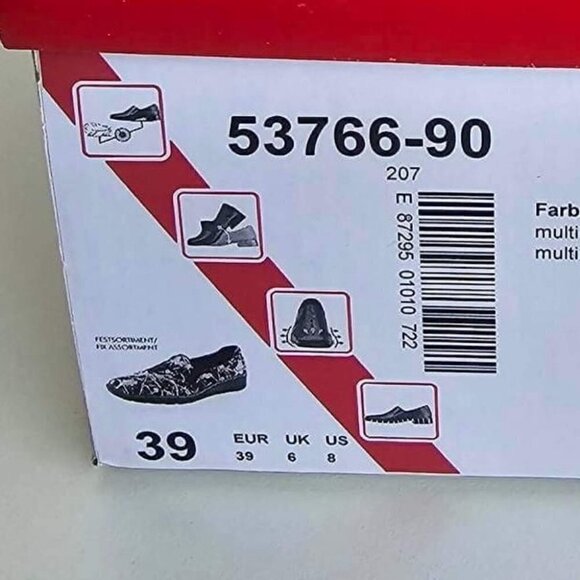 53766-90
207
E 87295 01010 722
Farb
multi
multi
FESTSORTIMENT/
FIX ASSORTMENT
39
EUR UK US
39 6 8